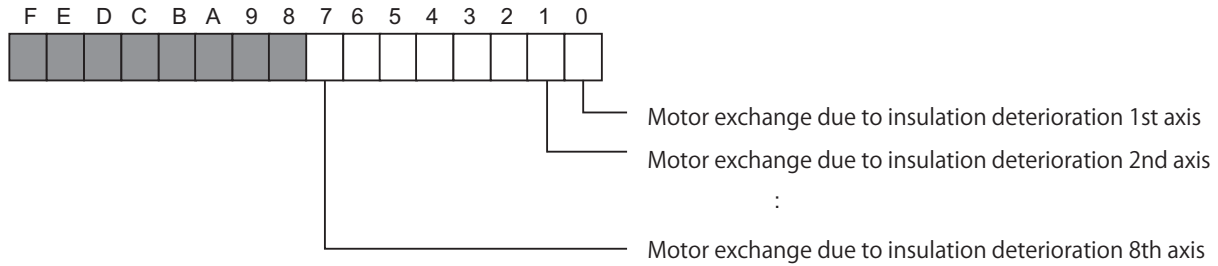 F E D C B A 9 8 7 6 5 4 3 2 1 0
Motor exchange due to insulation deterioration 1st axis
Motor exchange due to insulation deterioration 2nd axis
:
Motor exchange due to insulation deterioration 8th axis